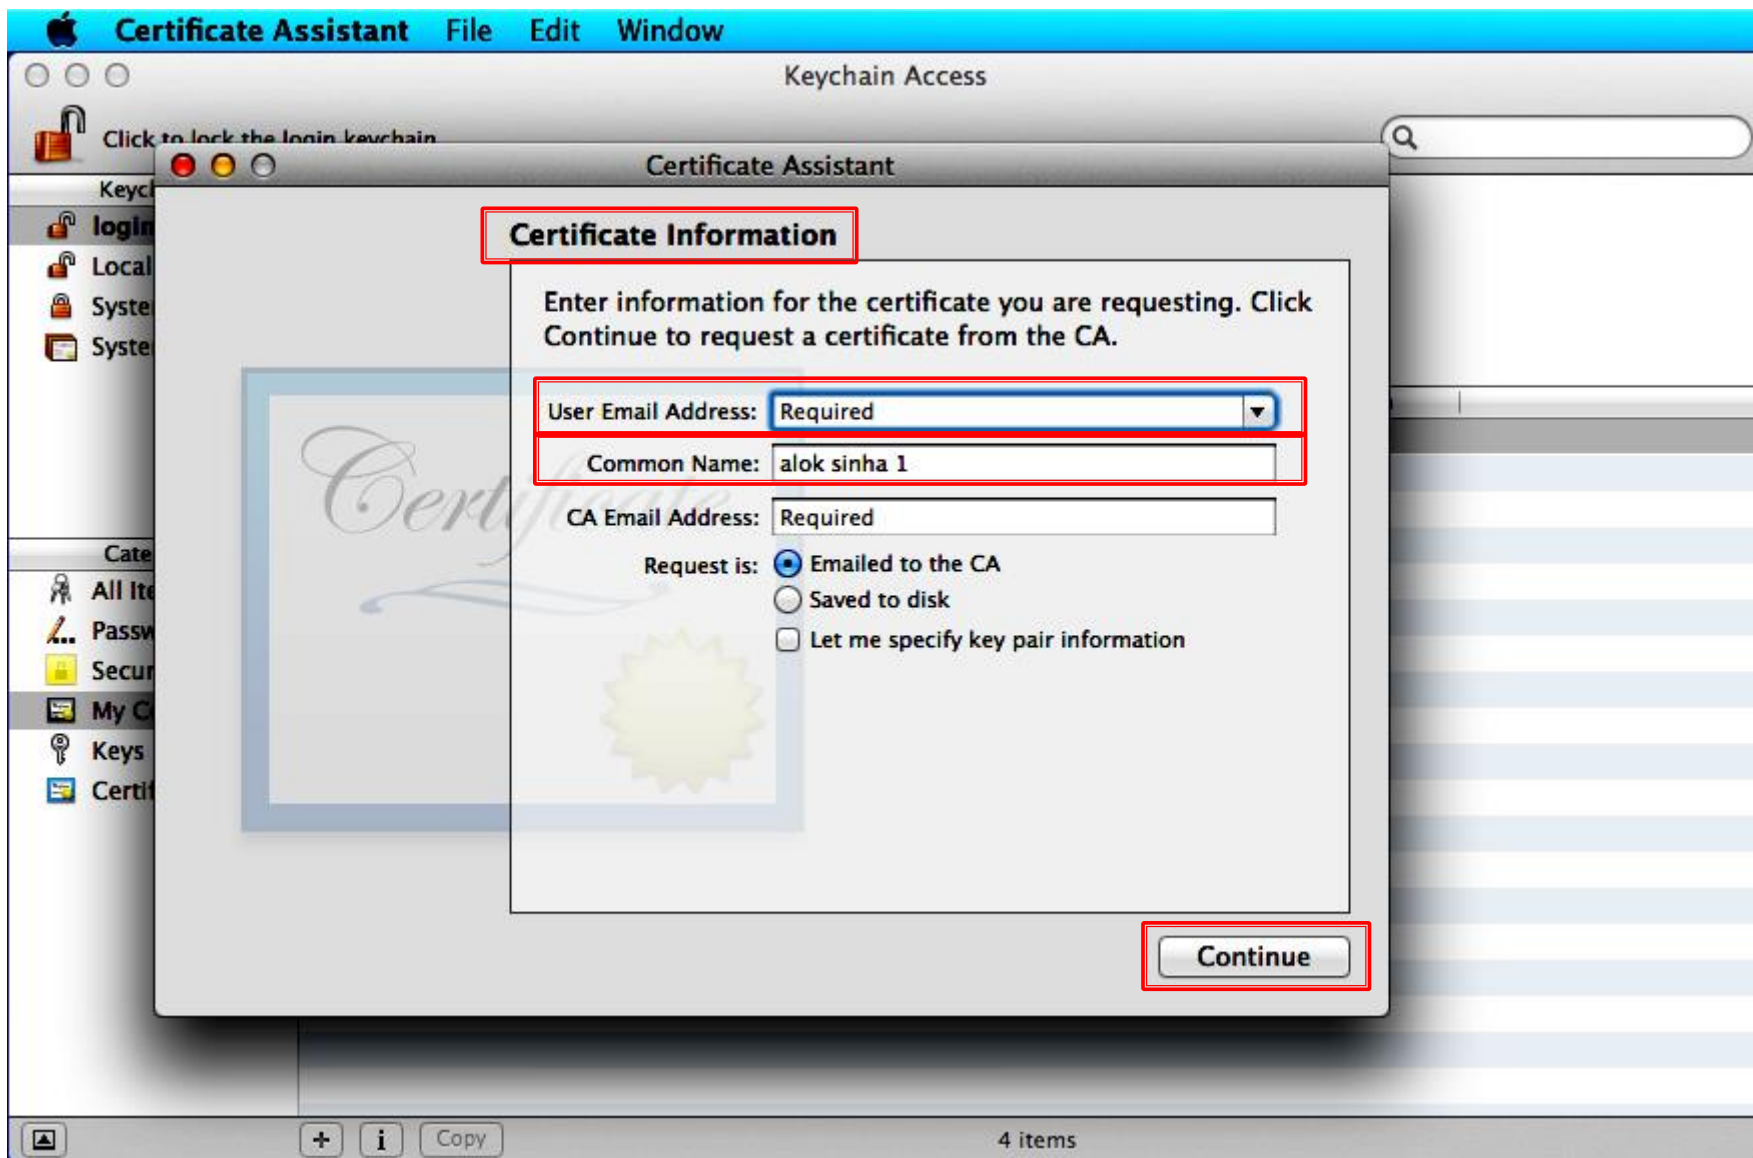 Certificate Assistant File Edit Window
Keychain Access
Click to lock the login keychain.
Certificate Assistant
login
Local
Keys
Certificate Information
Enter information for the certificate you are requesting. Click
Continue to request a certificate from the CA.
User Email Address: Required
Common Name: alok sinha 1
CA Email Address: Required
Request is: Emailed to the CA
Saved to disk
Let me specify key pair information
Certificate
Continue
Copy
4 items